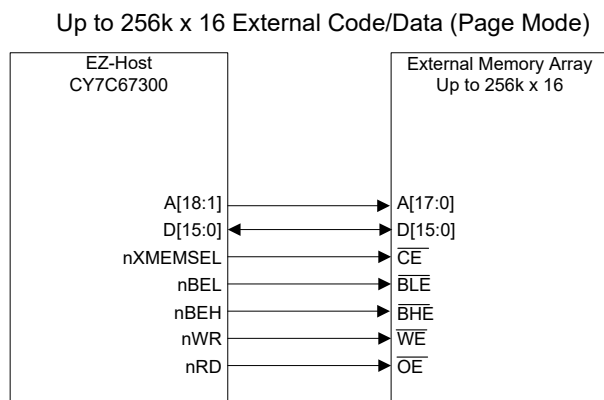 Up to 256k x 16 External Code/Data (Page Mode)
EZ-Host
CY7C67300
External Memory Array
Up to 256k x 16
A[18:1]
A[17:0]
D[15:0]
D[15:0]
nXMEMSEL
CE
nBEL
BLE
nBEH
BHE
nWR
WE
nRD
OE